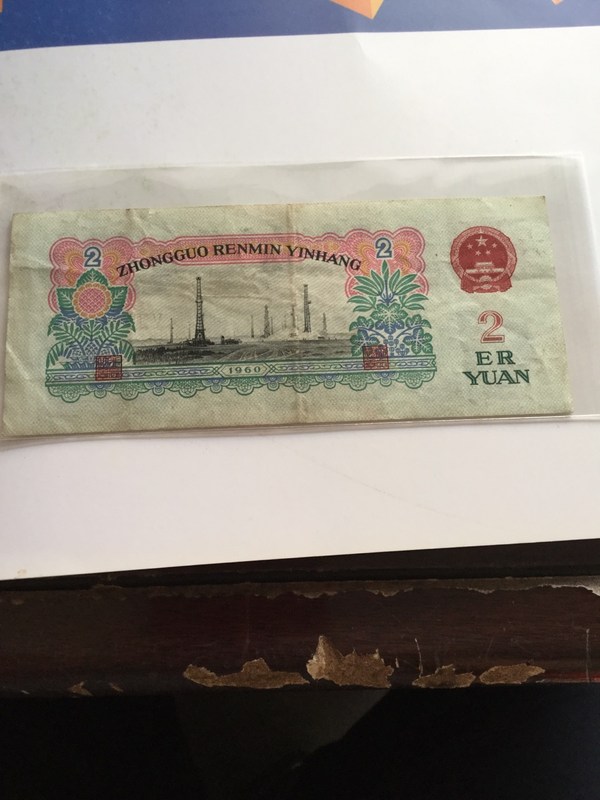 2 ZHONGGUO RENMIN YINHANG 2
1960
2
ER
YUAN